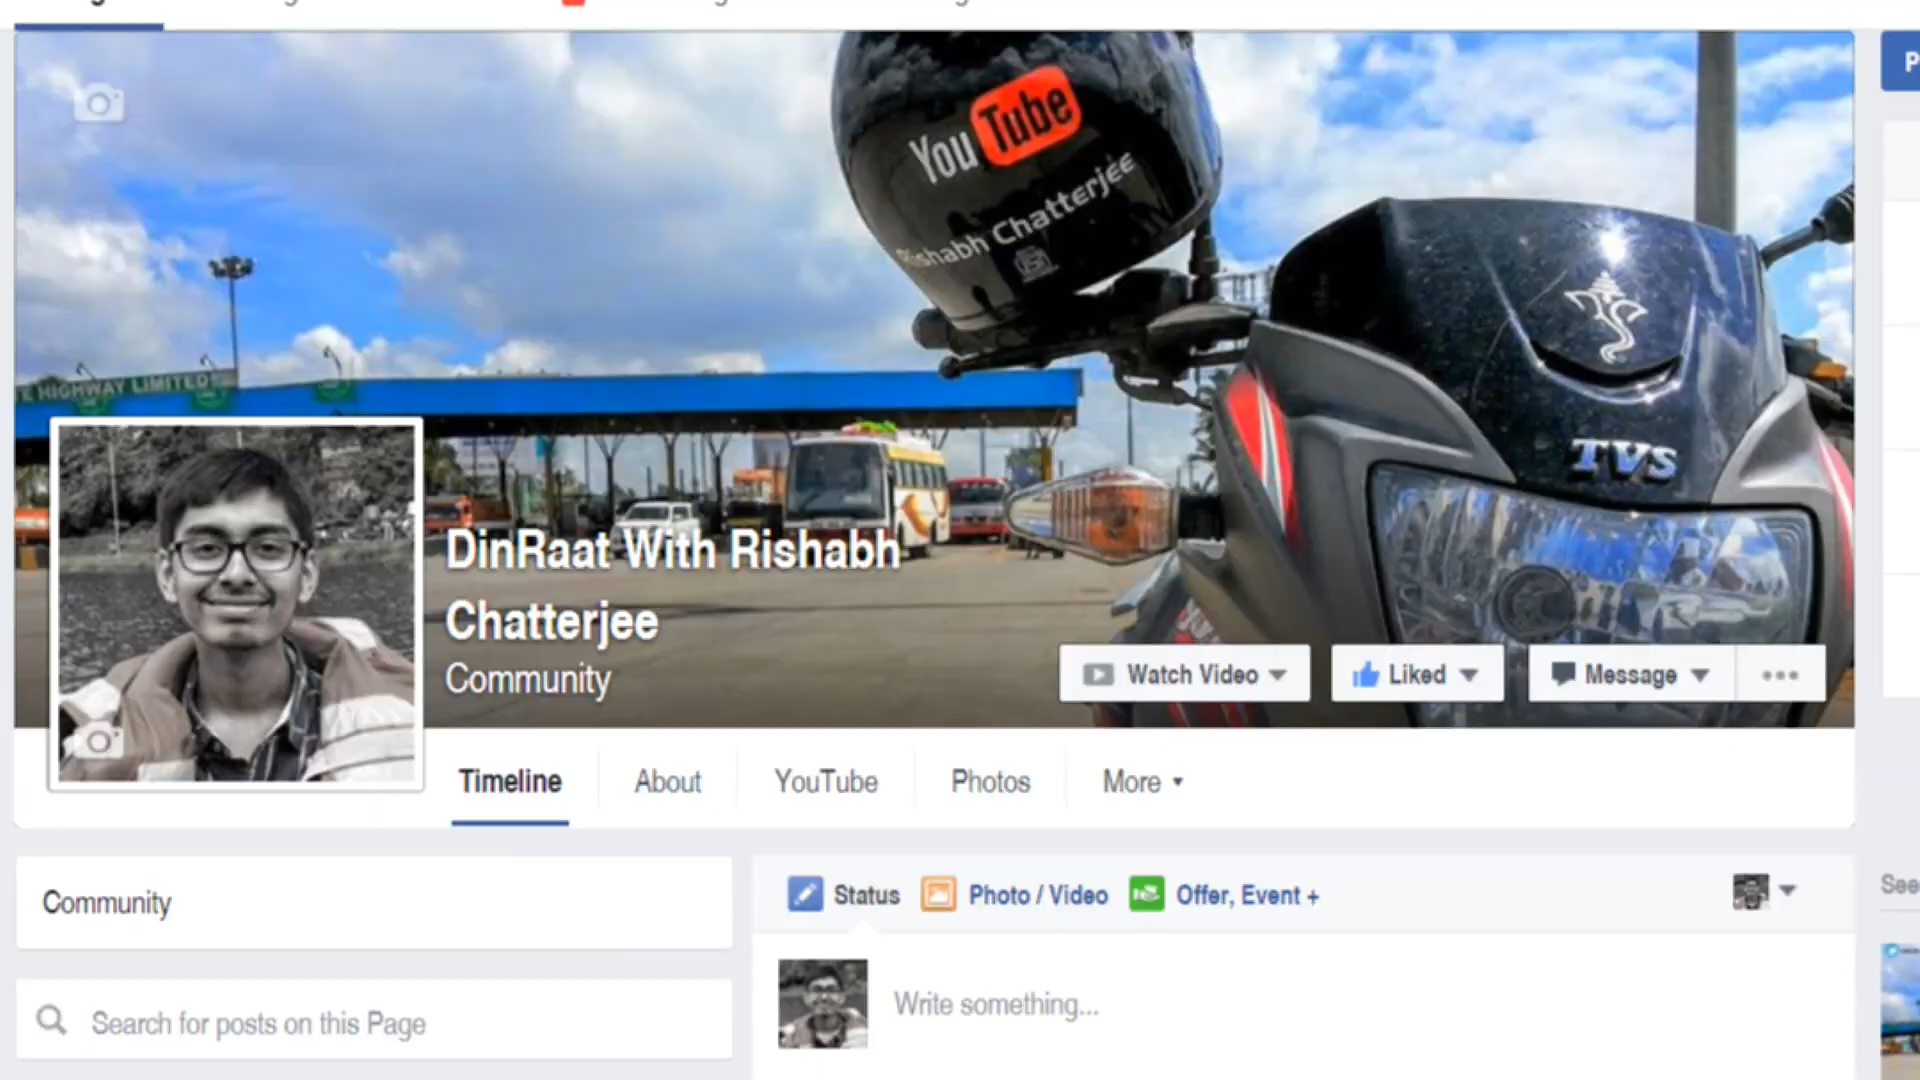 YouTube
Rishabh Chatterjee
TVS
E HIGHWAY LIMITED
DinRaat With Rishabh
Chatterjee
Community
Watch Video
Liked
Message
Timeline
About
YouTube
Photos
More
Community
Status
Photo / Video
Offer, Event +
Search for posts on this Page
Write something...
P
See